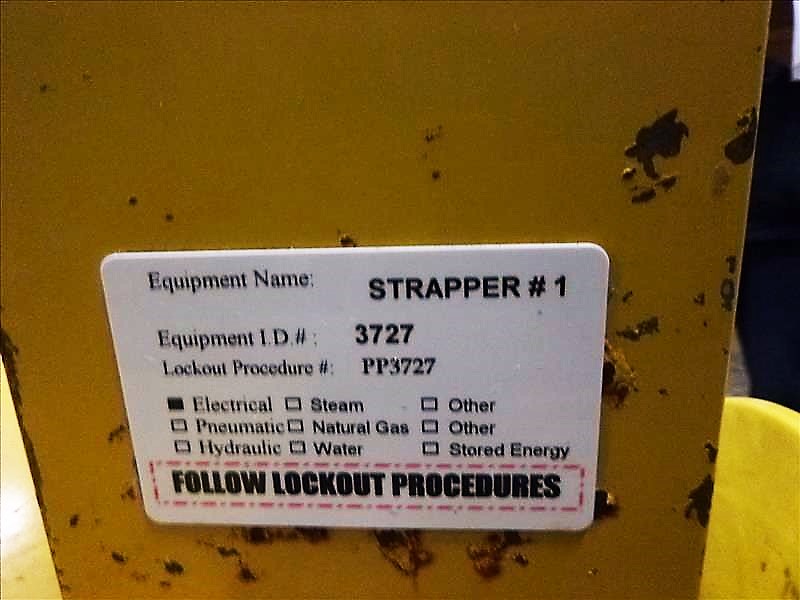 Equipment Name: STRAPPER # 1
Equipment I.D.# : 3727
Lockout Procedure #: PP3727
■ Electrical □ Steam □ Other
□ Pneumatic □ Natural Gas □ Other
□ Hydraulic □ Water □ Stored Energy
FOLLOW LOCKOUT PROCEDURES